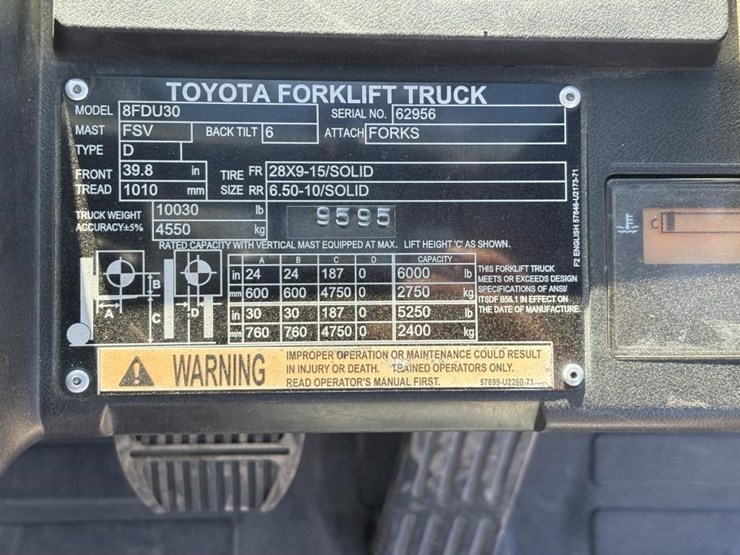 TOYOTA FORKLIFT TRUCK
MODEL 8FDU30 SERIAL NO. 62956
MAST FSV BACK TILT 6 ATTACH FORKS
TYPE D
FRONT TREAD 39.8 in TIRE SIZE FR 28X9-15/SOLID
1010 mm RR 6.50-10/SOLID
TRUCK WEIGHT 10030 lb 9595
ACCURACY±5% 4550 kg
RATED CAPACITY WITH VERTICAL MAST EQUIPPED AT MAX. LIFT HEIGHT 'C' AS SHOWN.
A B C D CAPACITY
in 24 24 187 0 6000 lb
mm 600 600 4750 0 2750 kg
in 30 30 187 0 5250 lb
mm 760 760 4750 0 2400 kg
A B C D
THIS FORKLIFT TRUCK
MEETS OR EXCEEDS DESIGN
SPECIFICATIONS OF ANSI/
ITSDF B56.1 IN EFFECT ON
THE DATE OF MANUFACTURE.
F2 ENGLISH 57846-U2173-71
WARNING
IMPROPER OPERATION OR MAINTENANCE COULD RESULT
IN INJURY OR DEATH. TRAINED OPERATORS ONLY.
READ OPERATOR'S MANUAL FIRST. 57899-U2260-71
C